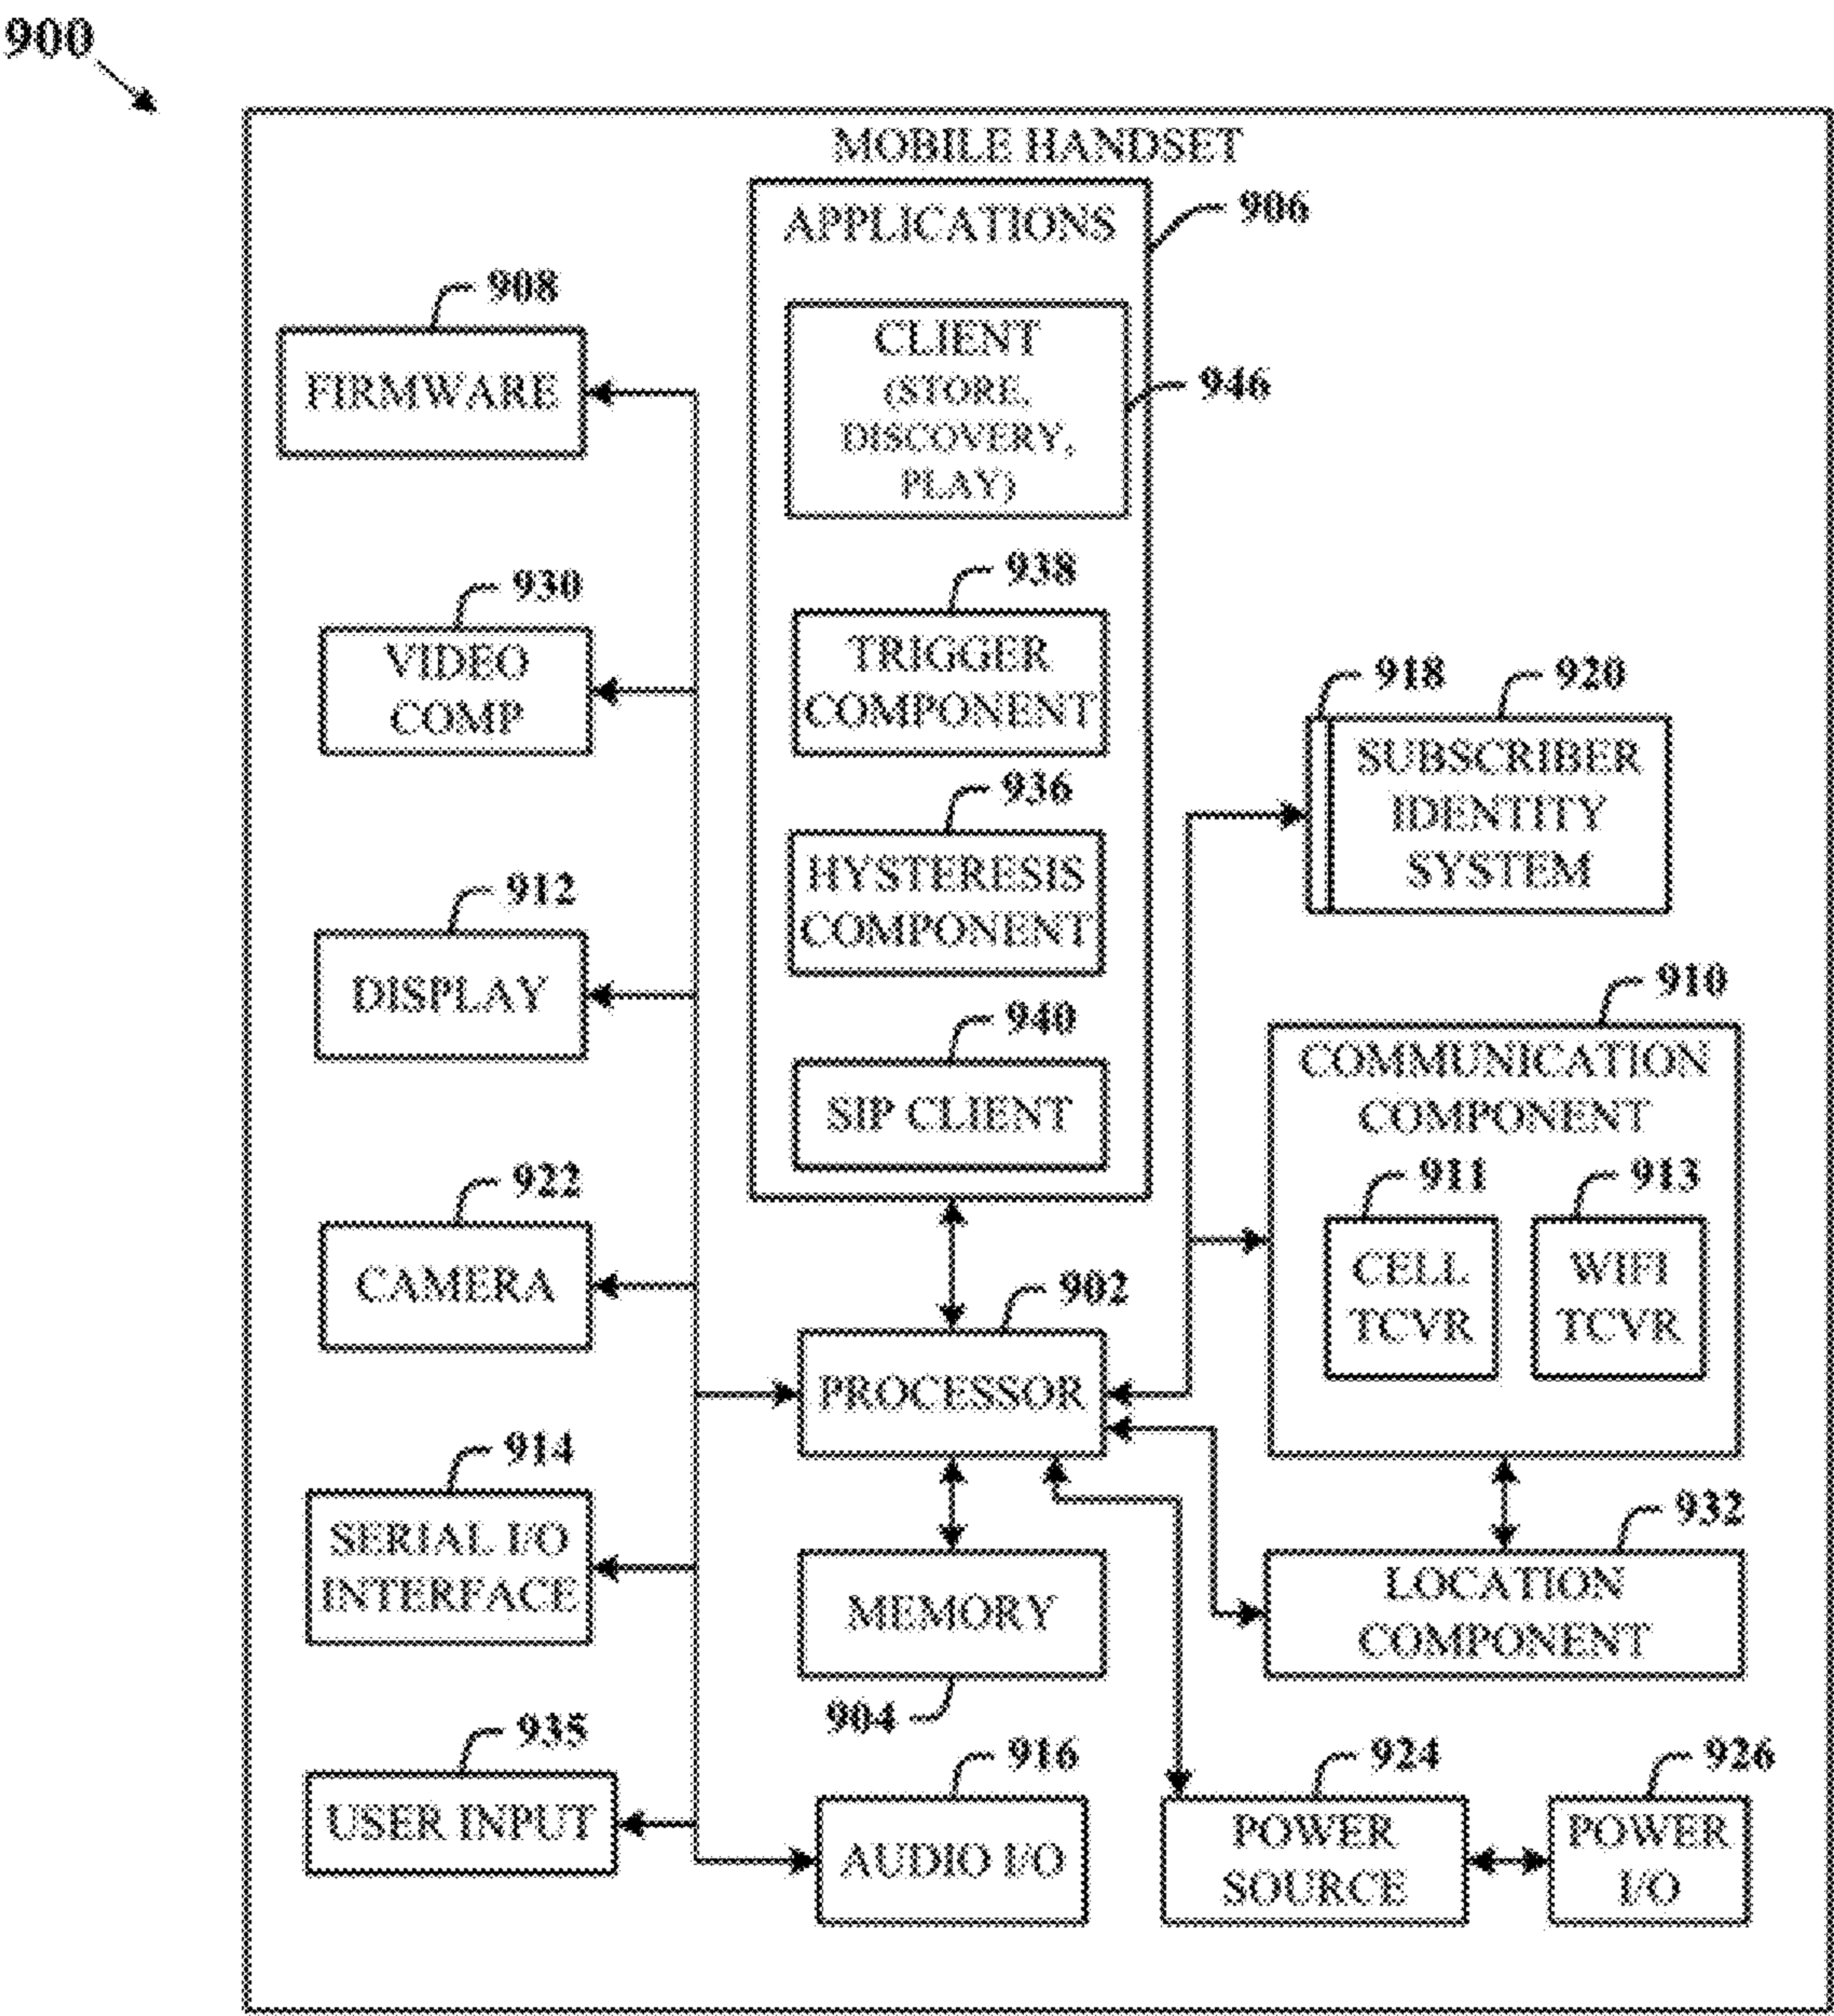 900
MOBILE HANDSET
APPLICATIONS
906
CLIENT
(STORE,
DISCOVERY,
PLAY)
946
938
TRIGGER
COMPONENT
936
HYSTERESIS
COMPONENT
940
SIP CLIENT
908
FIRMWARE
930
VIDEO
COMP
912
DISPLAY
922
CAMERA
914
SERIAL I/O
INTERFACE
935
USER INPUT
902
PROCESSOR
MEMORY
904
916
AUDIO I/O
918
920
SUBSCRIBER
IDENTITY
SYSTEM
910
COMMUNICATION
COMPONENT
911
CELL
TCVR
913
WIFI
TCVR
932
LOCATION
COMPONENT
924
POWER
SOURCE
926
POWER
I/O